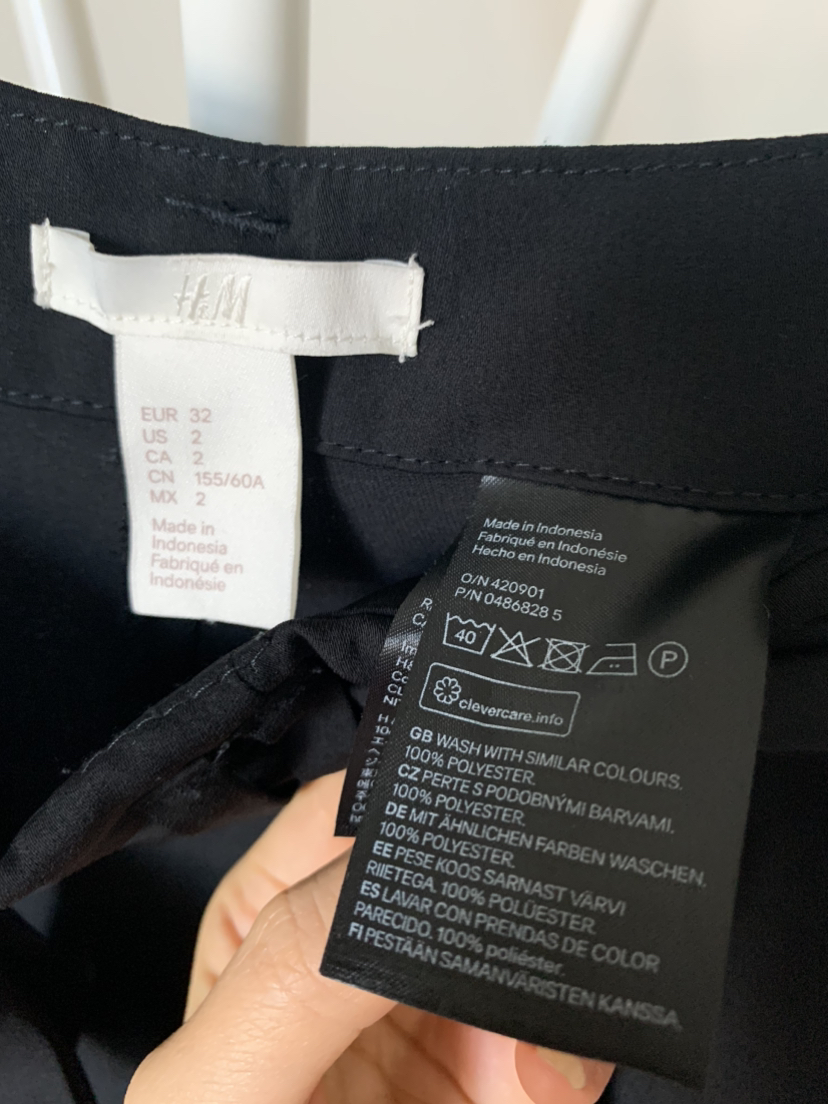 H&M
EUR 32
US 2
CA 2
CN 155/60A
MX 2
Made in
Indonesia
Fabriqué en
Indonésie
Made in Indonesia
Fabriqué en Indonésie
Hecho en Indonesia
O/N 420901
P/N 0486828 5
40
P
clevercare.info
GB WASH WITH SIMILAR COLOURS.
100% POLYESTER.
CZ PERTE S PODOBNÝMI BARVAMI.
100% POLYESTER.
DE MIT ÄHNLICHEN FARBEN WASCHEN.
100% POLYESTER.
EE PESE KOOS SARNAST VÄRVI
RIIETEGA. 100% POLÜESTER.
ES LAVAR CON PRENDAS DE COLOR
PARECIDO. 100% poliéster.
FI PESTÄÄN SAMANVÄRISTEN KANSSA.